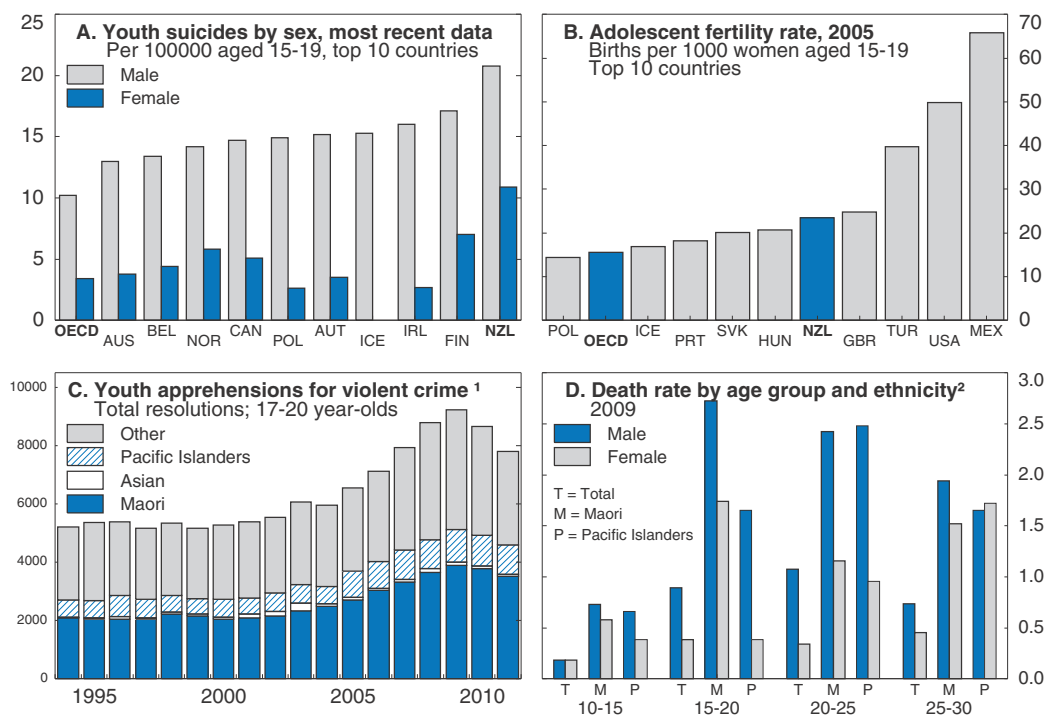 A. Youth suicides by sex, most recent data
Per 100000 aged 15-19, top 10 countries
Male
Female
25
20
15
10
5
0
OECD AUS BEL NOR CAN POL AUT ICE IRL FIN NZL
B. Adolescent fertility rate, 2005
Births per 1000 women aged 15-19
Top 10 countries
70
60
50
40
30
20
10
0
POL OECD ICE PRT SVK HUN NZL GBR TUR USA MEX
C. Youth apprehensions for violent crime ¹
Total resolutions; 17-20 year-olds
Other
Pacific Islanders
Asian
Maori
10000
8000
6000
4000
2000
0
1995 2000 2005 2010
D. Death rate by age group and ethnicity²
2009
Male
Female
T = Total
M = Maori
P = Pacific Islanders
3.0
2.5
2.0
1.5
1.0
0.5
0.0
T M P T M P T M P T M P
10-15 15-20 20-25 25-30